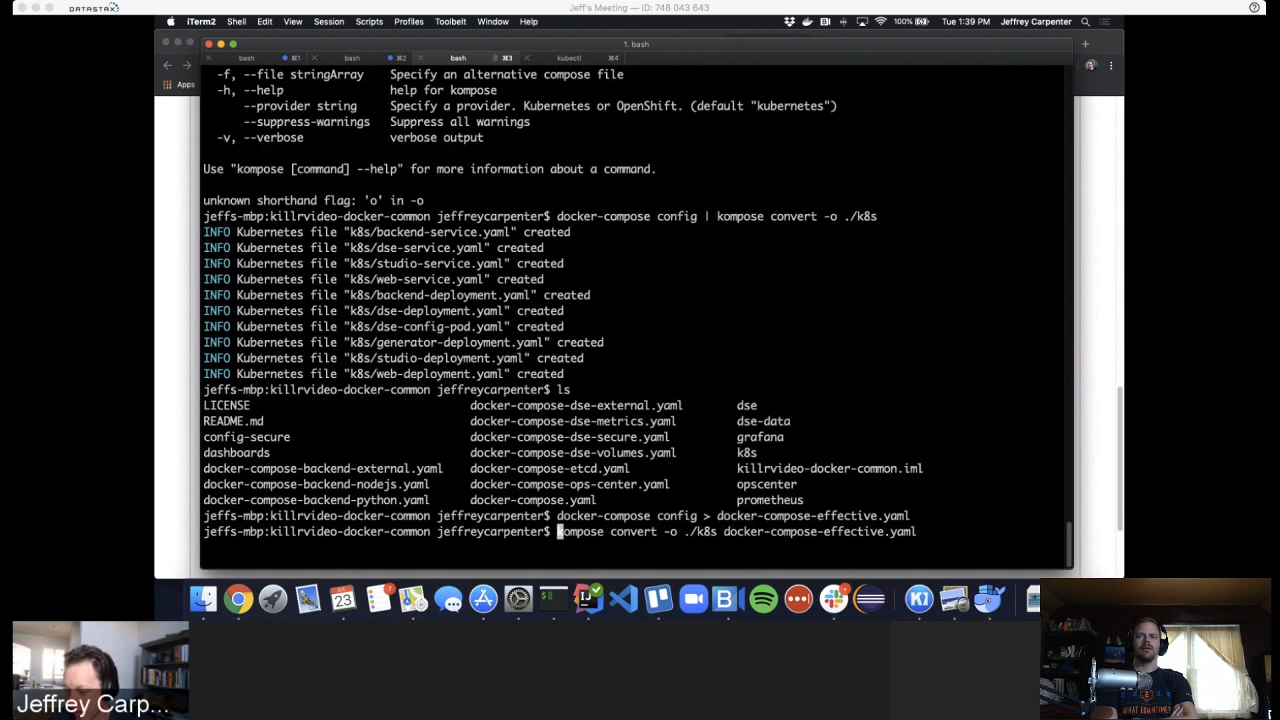 DATASTAX
Jeff's Meeting — ID: 748 043 643
iTerm2 Shell Edit View Session Scripts Profiles Toolbelt Window Help
100% Tue 1:39 PM Jeffrey Carpenter
1. bash
bash ⌘1 bash ⌘2 bash ⌘3 kubectl ⌘4
Apps
-f, --file stringArray Specify an alternative compose file
-h, --help help for kompose
--provider string Specify a provider. Kubernetes or OpenShift. (default "kubernetes")
--suppress-warnings Suppress all warnings
-v, --verbose verbose output
Use "kompose [command] --help" for more information about a command.
unknown shorthand flag: 'o' in -o
jeffs-mbp:killrvideo-docker-common jeffreycarpenter$ docker-compose config | kompose convert -o ./k8s
INFO Kubernetes file "k8s/backend-service.yaml" created
INFO Kubernetes file "k8s/dse-service.yaml" created
INFO Kubernetes file "k8s/studio-service.yaml" created
INFO Kubernetes file "k8s/web-service.yaml" created
INFO Kubernetes file "k8s/backend-deployment.yaml" created
INFO Kubernetes file "k8s/dse-deployment.yaml" created
INFO Kubernetes file "k8s/dse-config-pod.yaml" created
INFO Kubernetes file "k8s/generator-deployment.yaml" created
INFO Kubernetes file "k8s/studio-deployment.yaml" created
INFO Kubernetes file "k8s/web-deployment.yaml" created
jeffs-mbp:killrvideo-docker-common jeffreycarpenter$ ls
LICENSE docker-compose-dse-external.yaml dse
README.md docker-compose-dse-metrics.yaml dse-data
config-secure docker-compose-dse-secure.yaml grafana
dashboards docker-compose-dse-volumes.yaml k8s
docker-compose-backend-external.yaml docker-compose-etcd.yaml killrvideo-docker-common.iml
docker-compose-backend-nodejs.yaml docker-compose-ops-center.yaml opscenter
docker-compose-backend-python.yaml docker-compose.yaml prometheus
jeffs-mbp:killrvideo-docker-common jeffreycarpenter$ docker-compose config > docker-compose-effective.yaml
jeffs-mbp:killrvideo-docker-common jeffreycarpenter$ kompose convert -o ./k8s docker-compose-effective.yaml
23
7
Jeffrey Carp...
WHAT DOWNTIME?